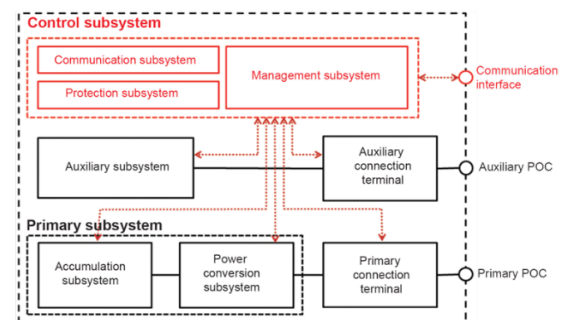 Control subsystem
Communication subsystem
Protection subsystem
Management subsystem
Communication
interface
Auxiliary subsystem
Auxiliary
connection
terminal
Auxiliary POC
Primary subsystem
Accumulation
subsystem
Power
conversion
subsystem
Primary
connection
terminal
Primary POC